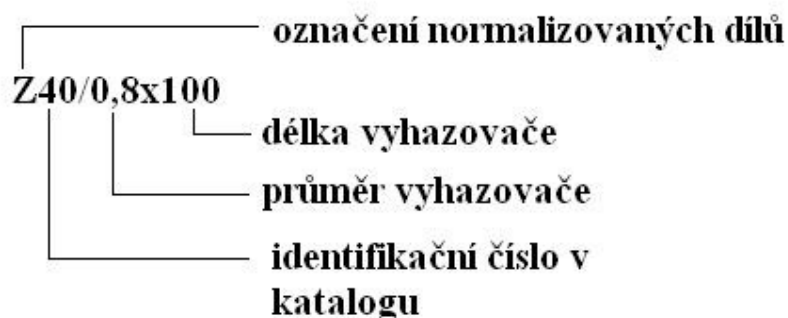 označení normalizovaných dílů
Z40/0,8x100
délka vyhazovače
průměr vyhazovače
identifikační číslo v
katalogu